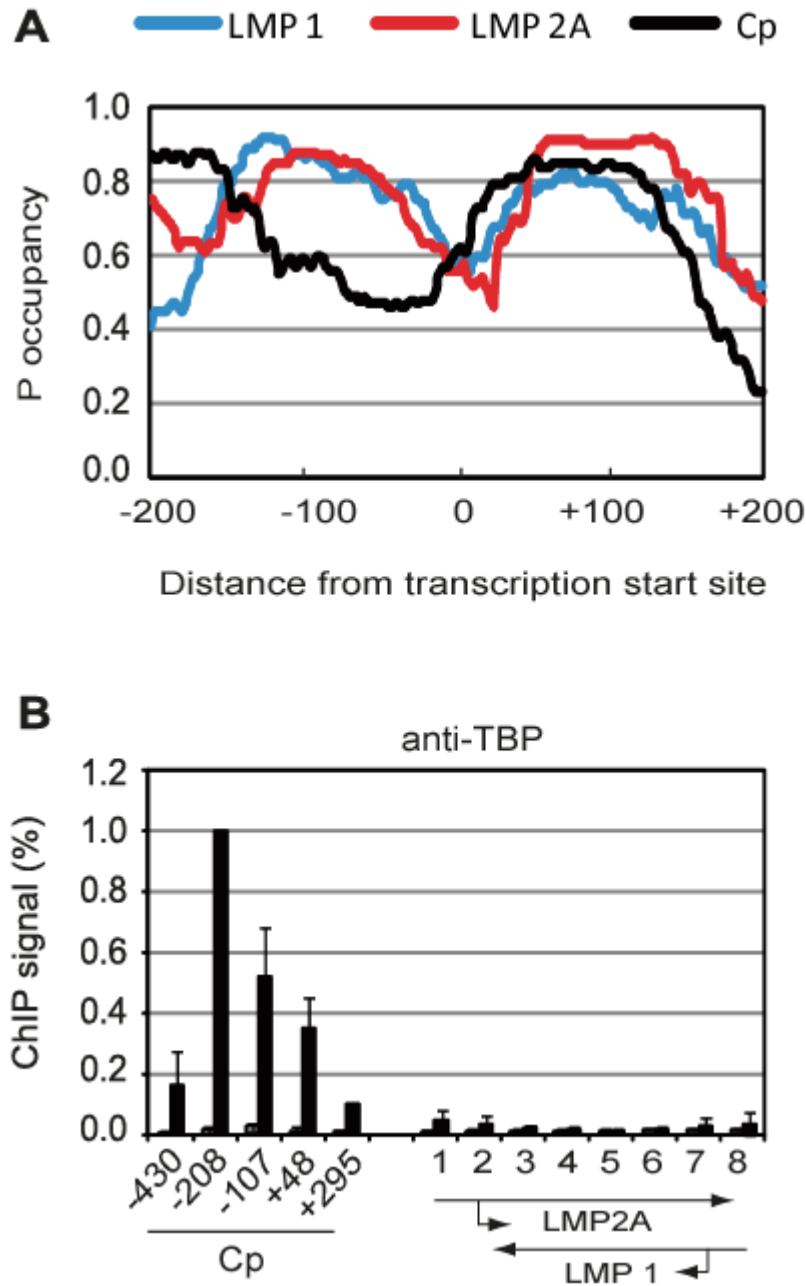 A
LMP 1 LMP 2A Cp
1.0
0.8
0.6
0.4
0.2
0.0
P occupancy
-200 -100 0 +100 +200
Distance from transcription start site
B
anti-TBP
1.2
1.0
0.8
0.6
0.4
0.2
0.0
ChIP signal (%)
-430 -208 -107 +48 +295 1 2 3 4 5 6 7 8
Cp
LMP2A
LMP 1